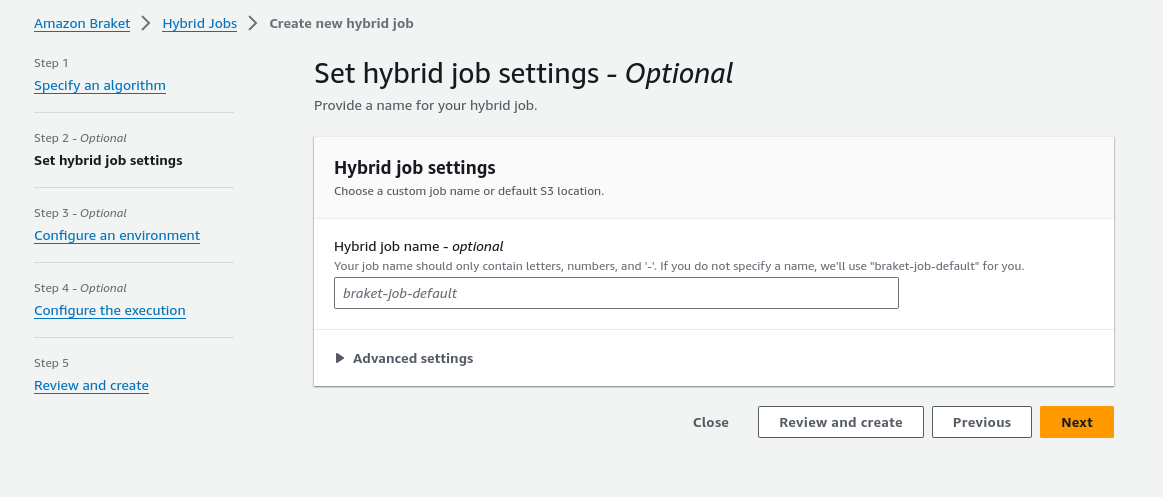 Amazon Braket > Hybrid Jobs > Create new hybrid job
Step 1
Specify an algorithm
Step 2 - Optional
Set hybrid job settings
Step 3 - Optional
Configure an environment
Step 4 - Optional
Configure the execution
Step 5
Review and create
Set hybrid job settings - Optional
Provide a name for your hybrid job.
Hybrid job settings
Choose a custom job name or default S3 location.
Hybrid job name - optional
Your job name should only contain letters, numbers, and '-'. If you do not specify a name, we'll use "braket-job-default" for you.
braket-job-default
Advanced settings
Close Review and create Previous Next